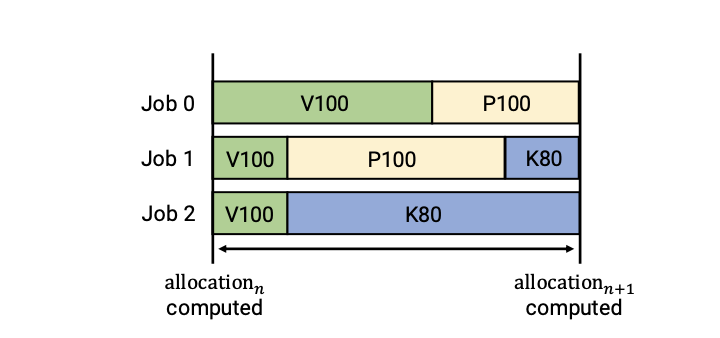 Job 0 V100 P100
Job 1 V100 P100 K80
Job 2 V100 K80
allocationₙ allocationₙ₊₁
computed computed